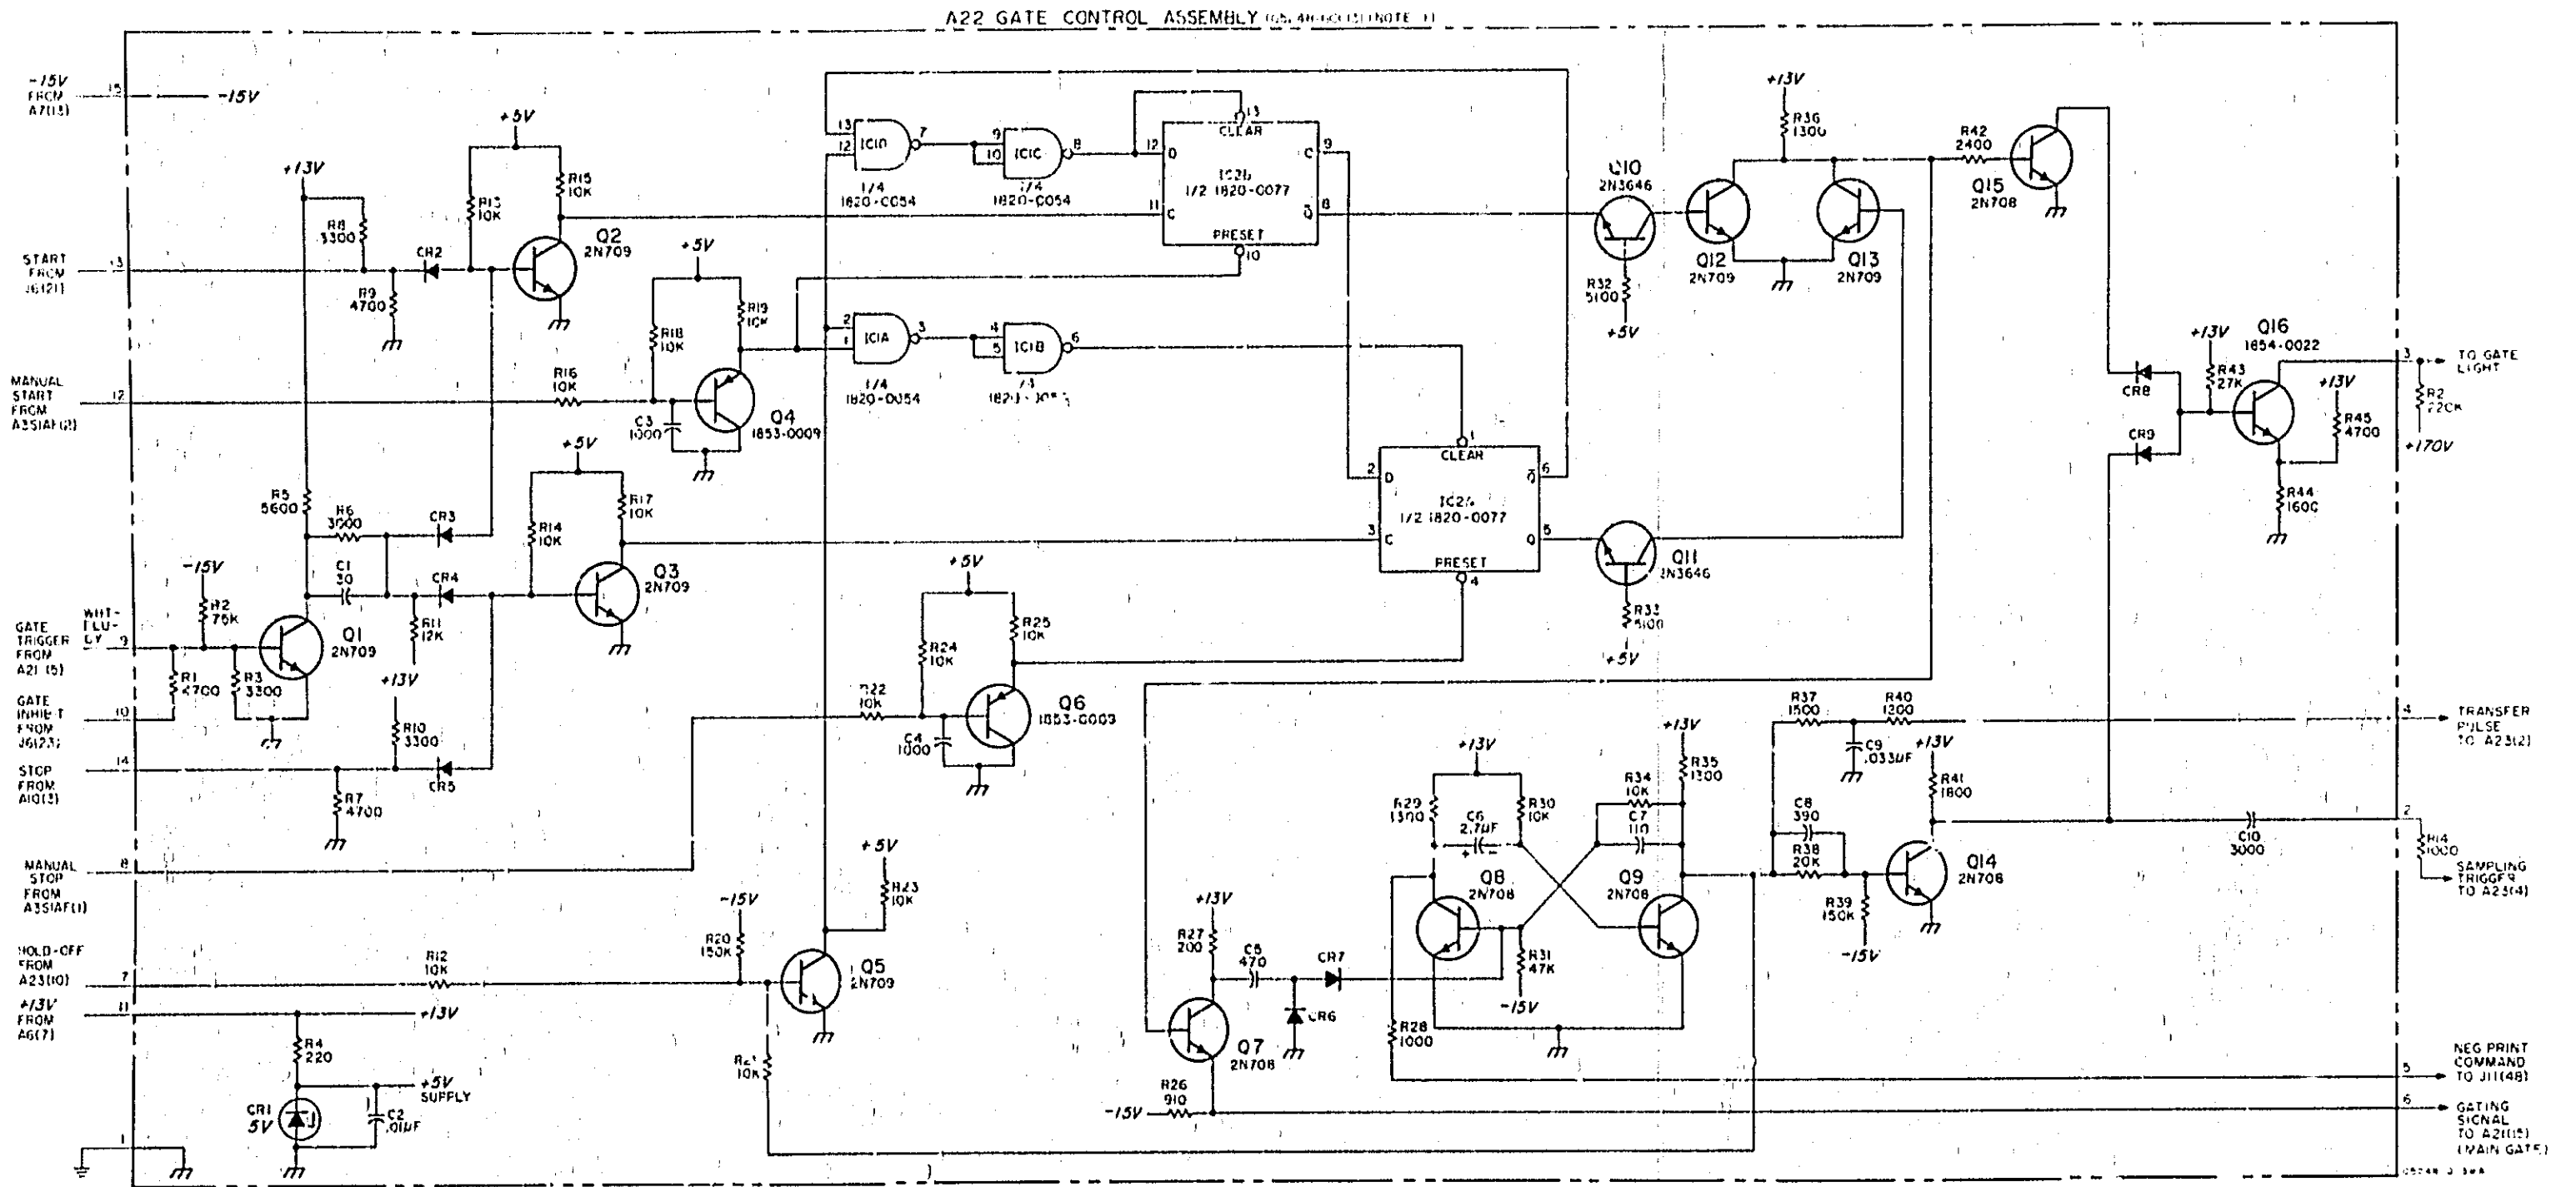 A22 GATE CONTROL ASSEMBLY
-15V
FROM
A7(13)
15
-15V
+13V
R8
3300
START
FROM
J6(21)
13
CR2
R9
4700
+5V
R13
10K
R15
10K
Q2
2N709
MANUAL
START
FROM
12
R16
10K
+5V
R18
10K
R19
10K
C3
1000
Q4
1853-0009
R5
5600
R6
3000
CR3
C1
30
CR4
R11
12K
+13V
+5V
R14
10K
R17
10K
Q3
2N709
-15V
R2
75K
GATE
TRIGGER
FROM
A21 (5)
9
R1
4700
R3
3300
Q1
2N709
GATE
INHIBIT
FROM
J6(23)
10
R10
3300
STOP
FROM
A10(3)
14
CR5
R7
4700
MANUAL
STOP
FROM
A3S1AF(1)
8
HOLD-OFF
FROM
A23(10)
7
R12
10K
+13V
FROM
A6(7)
11
+13V
R4
220
+5V
SUPPLY
CR1
5V
C2
.01µF
1
13
12
IC1D
7
1/4
1820-0054
9
10
IC1C
8
1/4
1820-0054
2
1
IC1A
3
1/4
1820-0054
4
5
IC1B
6
13
CLEAR
12
D
9
IC2B
1/2 1820-0077
11
C
8
Q
PRESET
10
1
CLEAR
2
D
6
Q
IC2A
1/2 1820-0077
3
C
5
Q
PRESET
4
+5V
R24
10K
R25
10K
R22
10K
C4
1000
Q6
1853-0009
+5V
R23
10K
-15V
R20
150K
Q5
2N709
R21
10K
Q10
2N3646
R32
5100
+5V
Q11
2N3646
R33
5100
+5V
+13V
R36
1300
Q12
2N709
Q13
2N709
R42
2400
Q15
2N708
CR8
CR9
+13V
R43
27K
Q16
1854-0022
+13V
R45
4700
R44
1600
3
TO GATE
LIGHT
R2
220K
+170V
R37
1500
R40
1200
C9
.033µF
4
TRANSFER
PULSE
TO A23(2)
+13V
R41
1800
C8
390
R38
20K
R39
150K
-15V
Q14
2N708
C10
3000
2
R14
1000
SAMPLING
TRIGGER
TO A23(4)
+13V
R29
1300
C6
2.7µF
+
-
R30
10K
R34
10K
C7
110
+13V
R35
1300
Q8
2N708
Q9
2N708
R31
47K
-15V
+13V
R27
200
C5
470
CR7
CR6
R28
1000
Q7
2N708
R26
910
-15V
5
NEG PRINT
COMMAND
TO J11(48)
6
GATING
SIGNAL
TO A21(15)
(MAIN GATE)